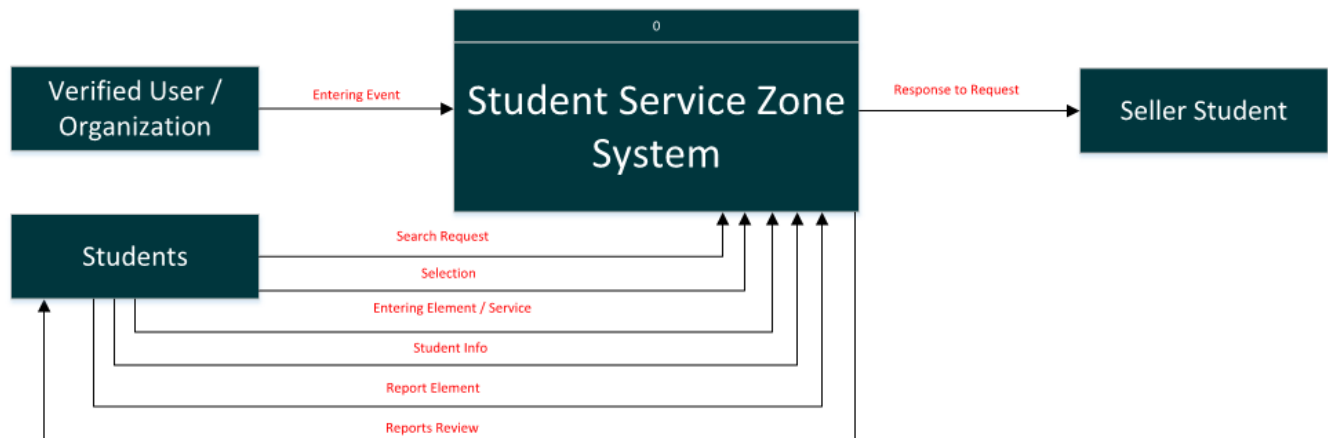 0
Verified User /
Organization
Entering Event
Student Service Zone
System
Response to Request
Seller Student
Students
Search Request
Selection
Entering Element / Service
Student Info
Report Element
Reports Review